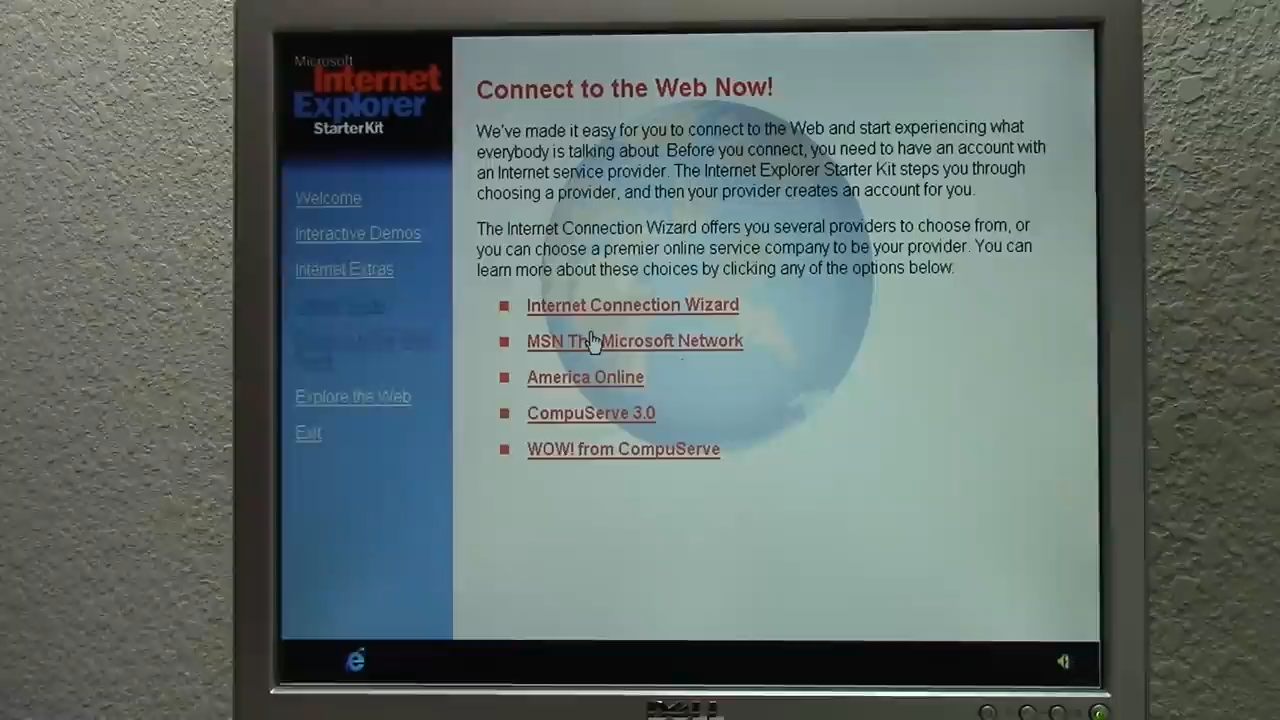 Microsoft
Internet
Explorer
StarterKit
Welcome
Interactive Demos
Internet Extras
Explore the Web
Exit
Connect to the Web Now!
We've made it easy for you to connect to the Web and start experiencing what
everybody is talking about. Before you connect, you need to have an account with
an Internet service provider. The Internet Explorer Starter Kit steps you through
choosing a provider, and then your provider creates an account for you.
The Internet Connection Wizard offers you several providers to choose from, or
you can choose a premier online service company to be your provider. You can
learn more about these choices by clicking any of the options below:
Internet Connection Wizard
MSN The Microsoft Network
America Online
CompuServe 3.0
WOW! from CompuServe
DELL